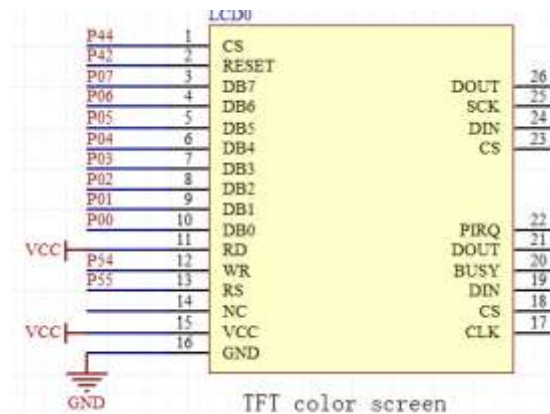 LCD0
P44 1 CS
P42 2 RESET
P07 3 DB7
P06 4 DB6
P05 5 DB5
P04 6 DB4
P03 7 DB3
P02 8 DB2
P01 9 DB1
P00 10 DB0
VCC 11 RD
P54 12 WR
P55 13 RS
14 NC
VCC 15 VCC
16 GND
GND
DOUT 26
SCK 25
DIN 24
CS 23
PIRQ 22
DOUT 21
BUSY 20
DIN 19
CS 18
CLK 17
TFT color screen